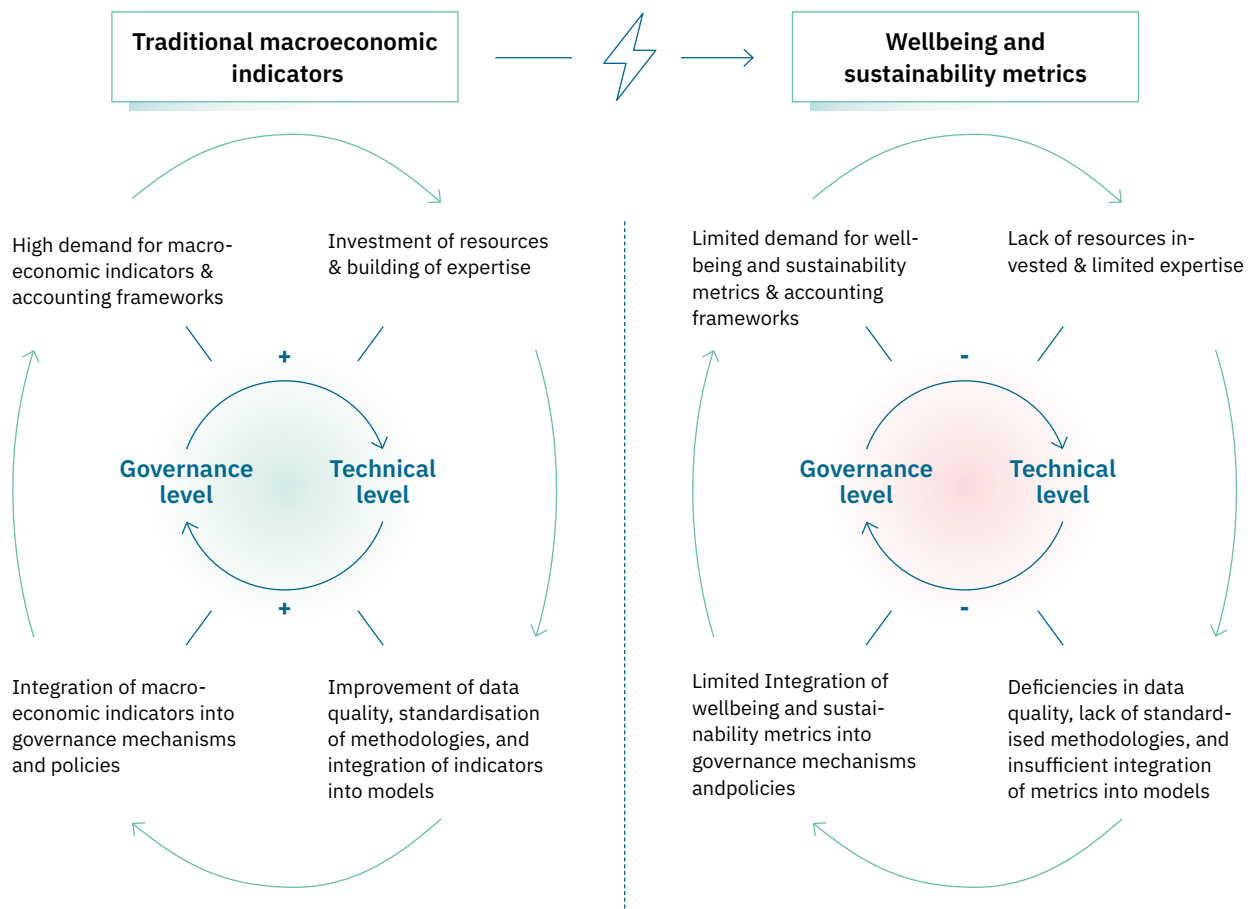 Traditional macroeconomic
indicators
Wellbeing and
sustainability metrics
High demand for macro-
economic indicators &
accounting frameworks
Investment of resources
& building of expertise
+
Governance
level
Technical
level
+
Integration of macro-
economic indicators into
governance mechanisms
and policies
Improvement of data
quality, standardisation
of methodologies, and
integration of indicators
into models
Limited demand for well-
being and sustainability
metrics & accounting
frameworks
Lack of resources in-
vested & limited expertise
-
Governance
level
Technical
level
-
Limited Integration of
wellbeing and sustai-
nability metrics into
governance mechanisms
andpolicies
Deficiencies in data
quality, lack of standard-
ised methodologies, and
insufficient integration
of metrics into models